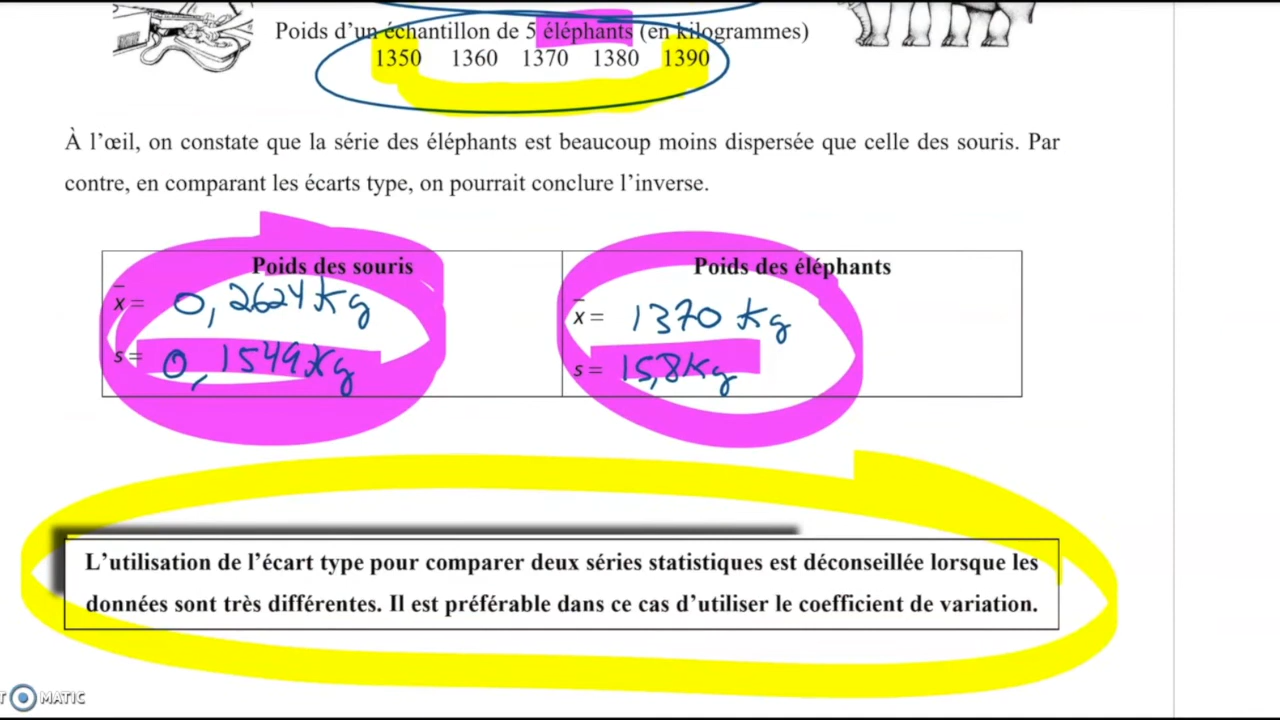 Poids d'un échantillon de 5 éléphants (en kilogrammes)
1350 1360 1370 1380 1390
À l'œil, on constate que la série des éléphants est beaucoup moins dispersée que celle des souris. Par
contre, en comparant les écarts type, on pourrait conclure l'inverse.
Poids des souris
x̅ = 0,2624 Kg
s = 0,1549 Kg
Poids des éléphants
x̅ = 1370 Kg
s = 15,8 Kg
L'utilisation de l'écart type pour comparer deux séries statistiques est déconseillée lorsque les
données sont très différentes. Il est préférable dans ce cas d'utiliser le coefficient de variation.
MATIC